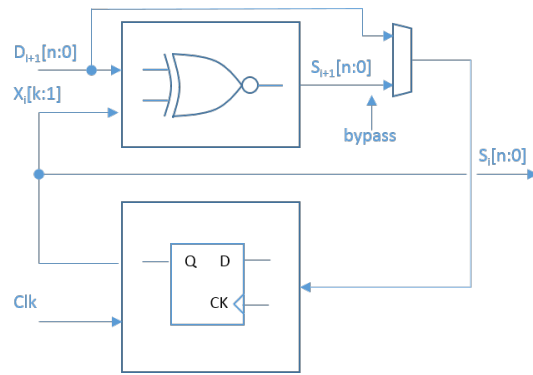 Dᵢ₊₁[n:0]
Xᵢ[k:1]
Sᵢ₊₁[n:0]
bypass
Sᵢ[n:0]
Q D
CK
Clk